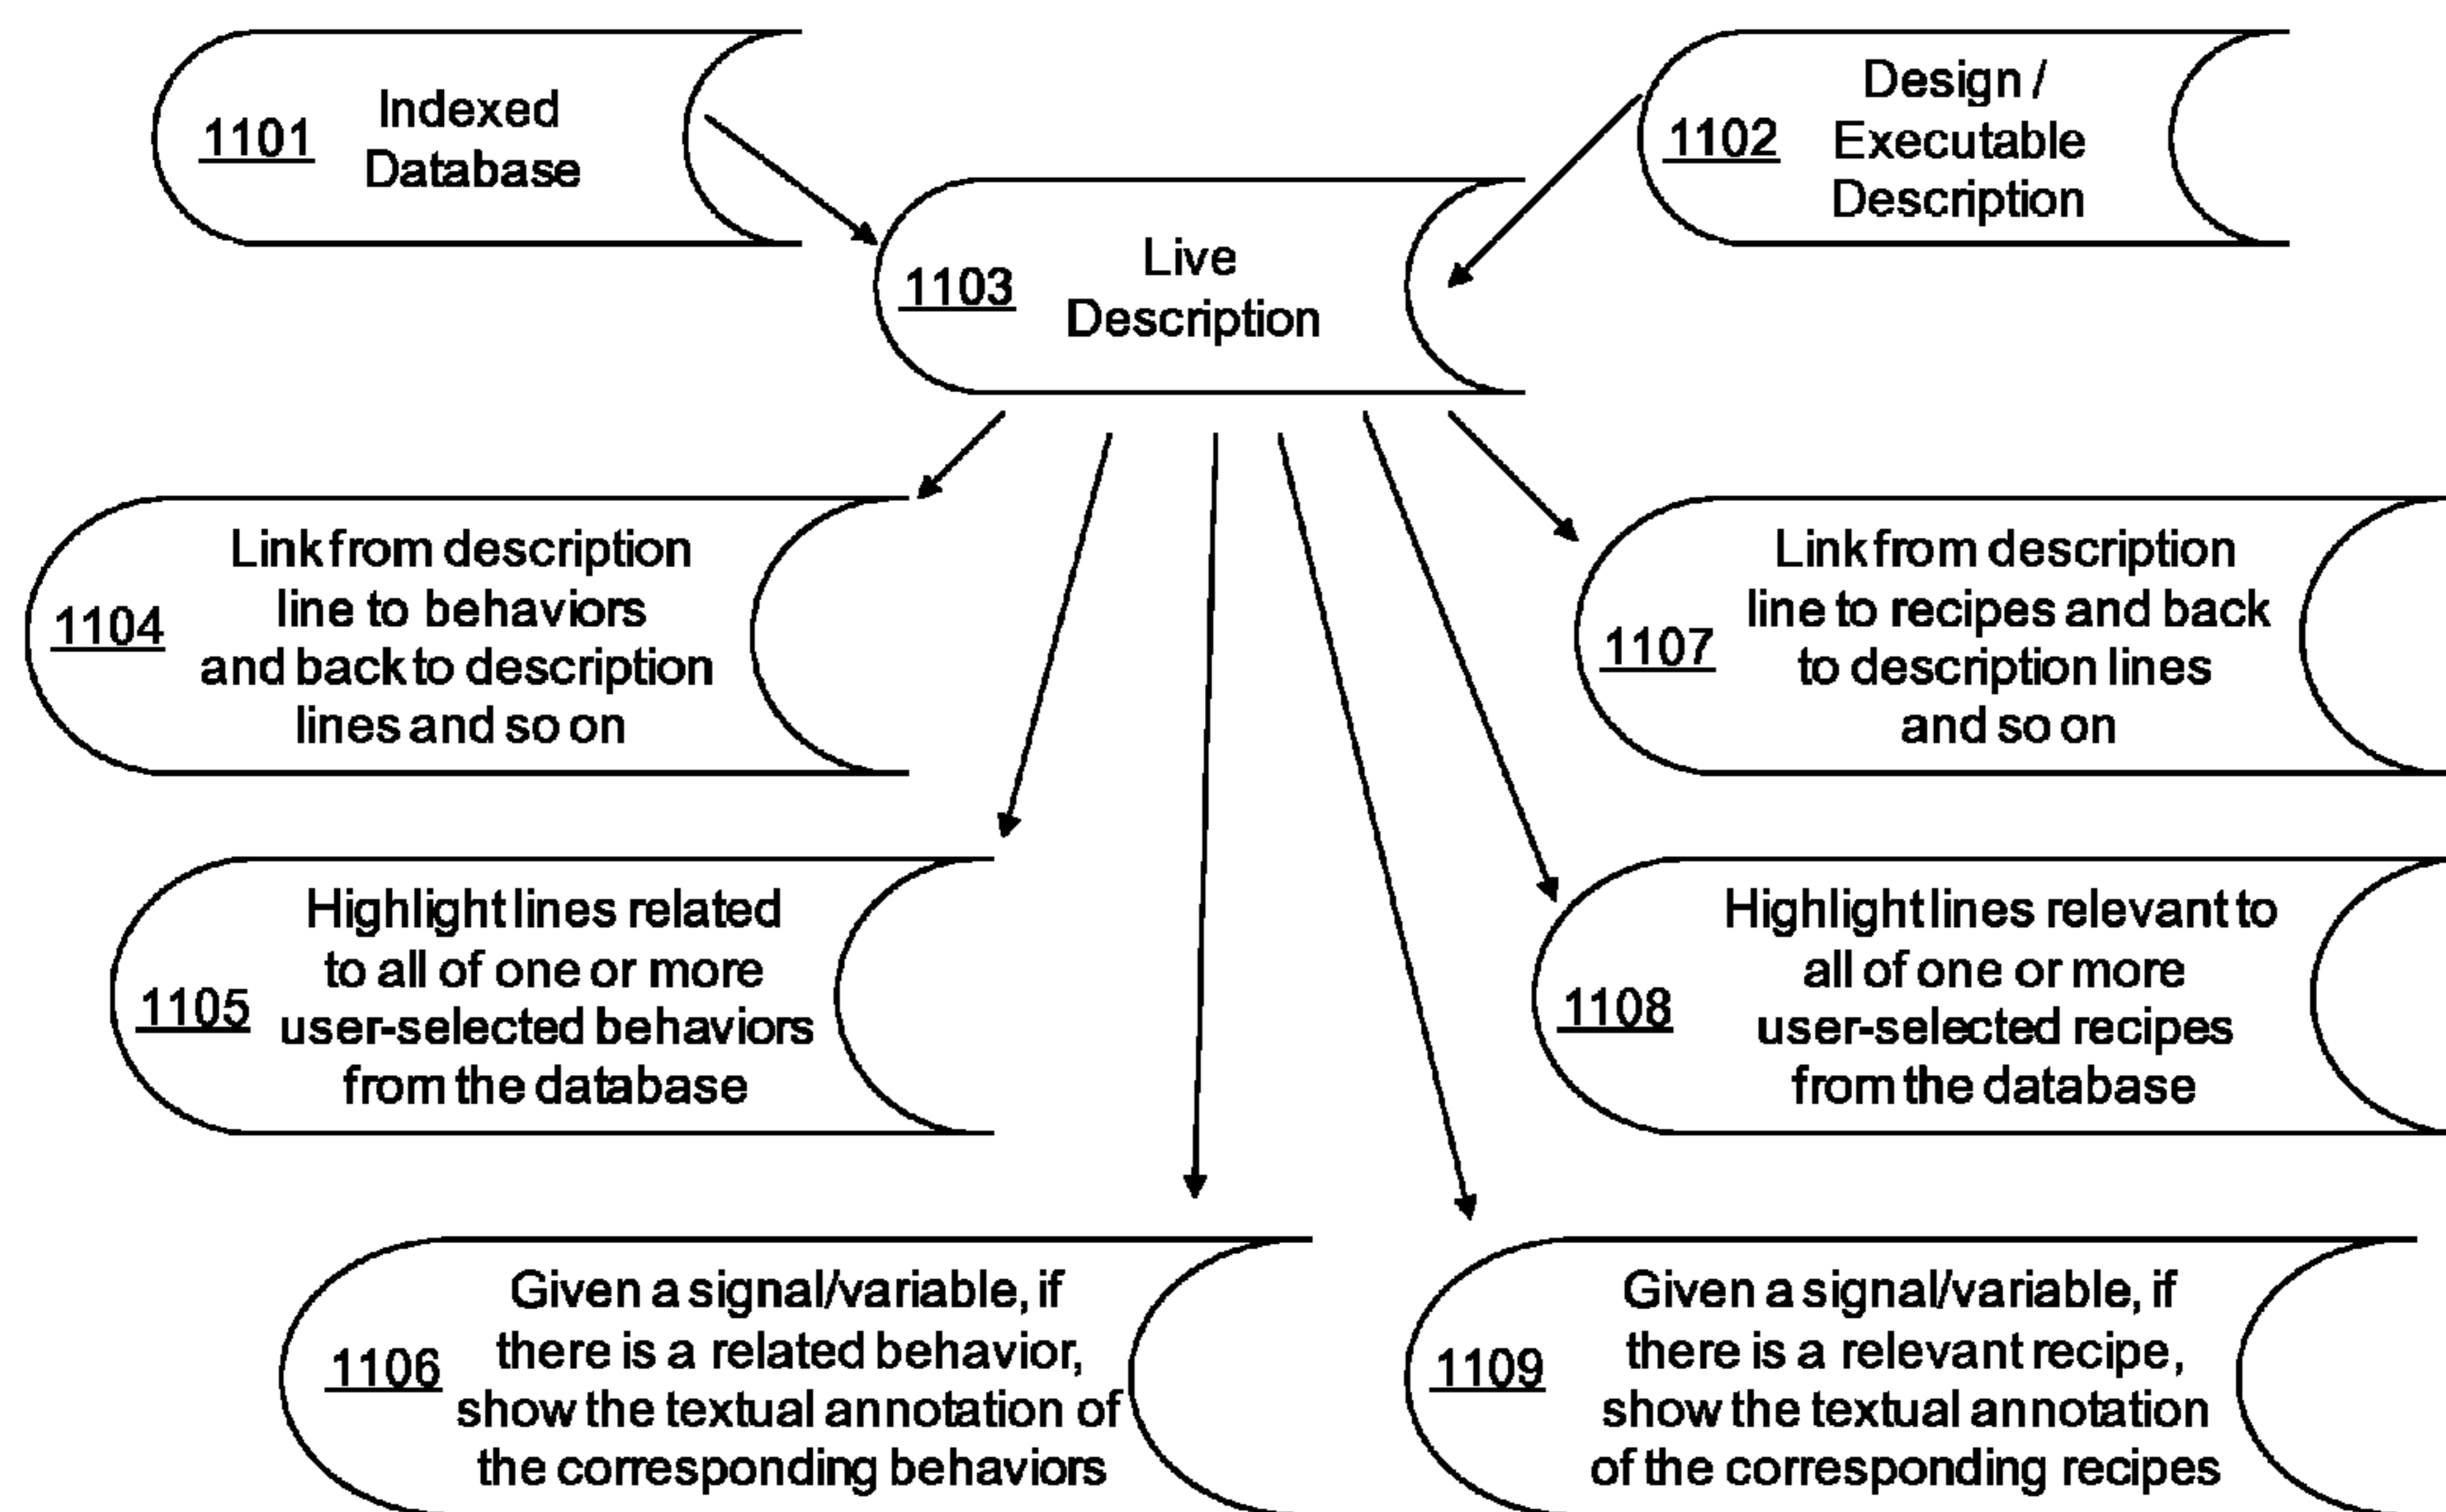 1101
Indexed
Database
1102
Design /
Executable
Description
1103
Live
Description
1104
Link from description
line to behaviors
and back to description
lines and so on
1107
Link from description
line to recipes and back
to description lines
and so on
1105
Highlight lines related
to all of one or more
user-selected behaviors
from the database
1108
Highlight lines relevant to
all of one or more
user-selected recipes
from the database
1106
Given a signal/variable, if
there is a related behavior,
show the textual annotation of
the corresponding behaviors
1109
Given a signal/variable, if
there is a relevant recipe,
show the textual annotation
of the corresponding recipes